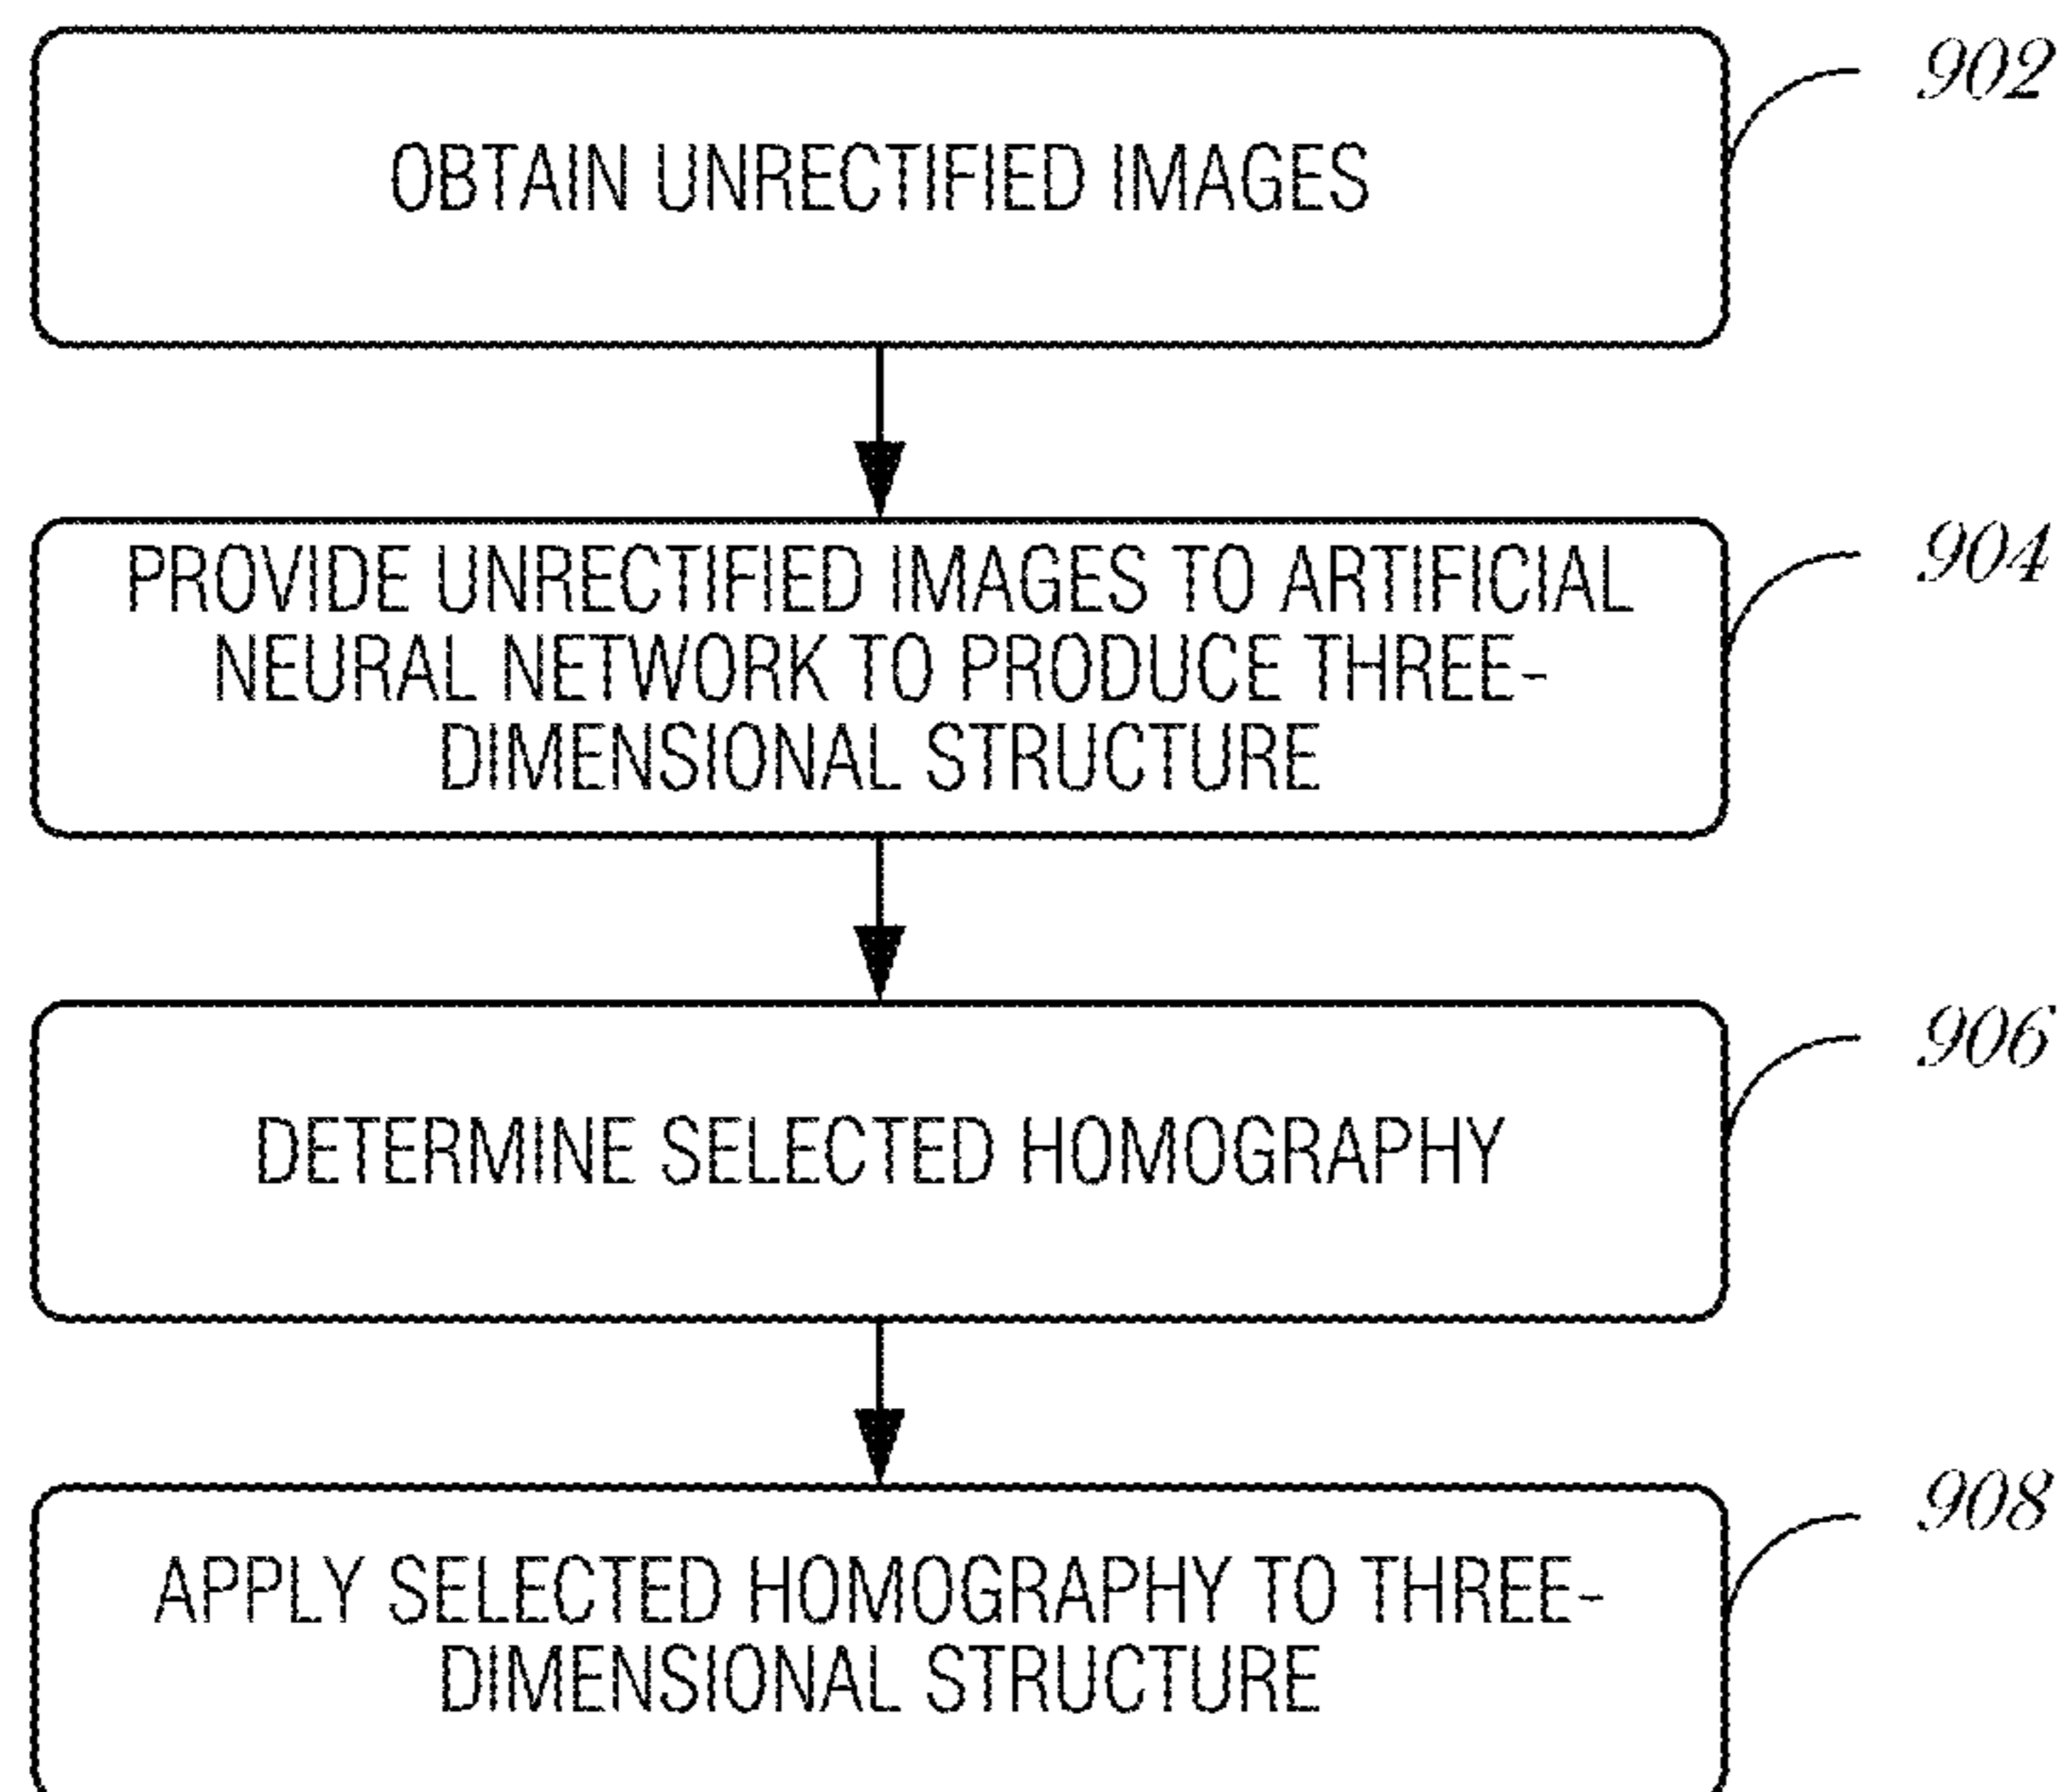 902
OBTAIN UNRECTIFIED IMAGES
904
PROVIDE UNRECTIFIED IMAGES TO ARTIFICIAL
NEURAL NETWORK TO PRODUCE THREE-
DIMENSIONAL STRUCTURE
906
DETERMINE SELECTED HOMOGRAPHY
908
APPLY SELECTED HOMOGRAPHY TO THREE-
DIMENSIONAL STRUCTURE